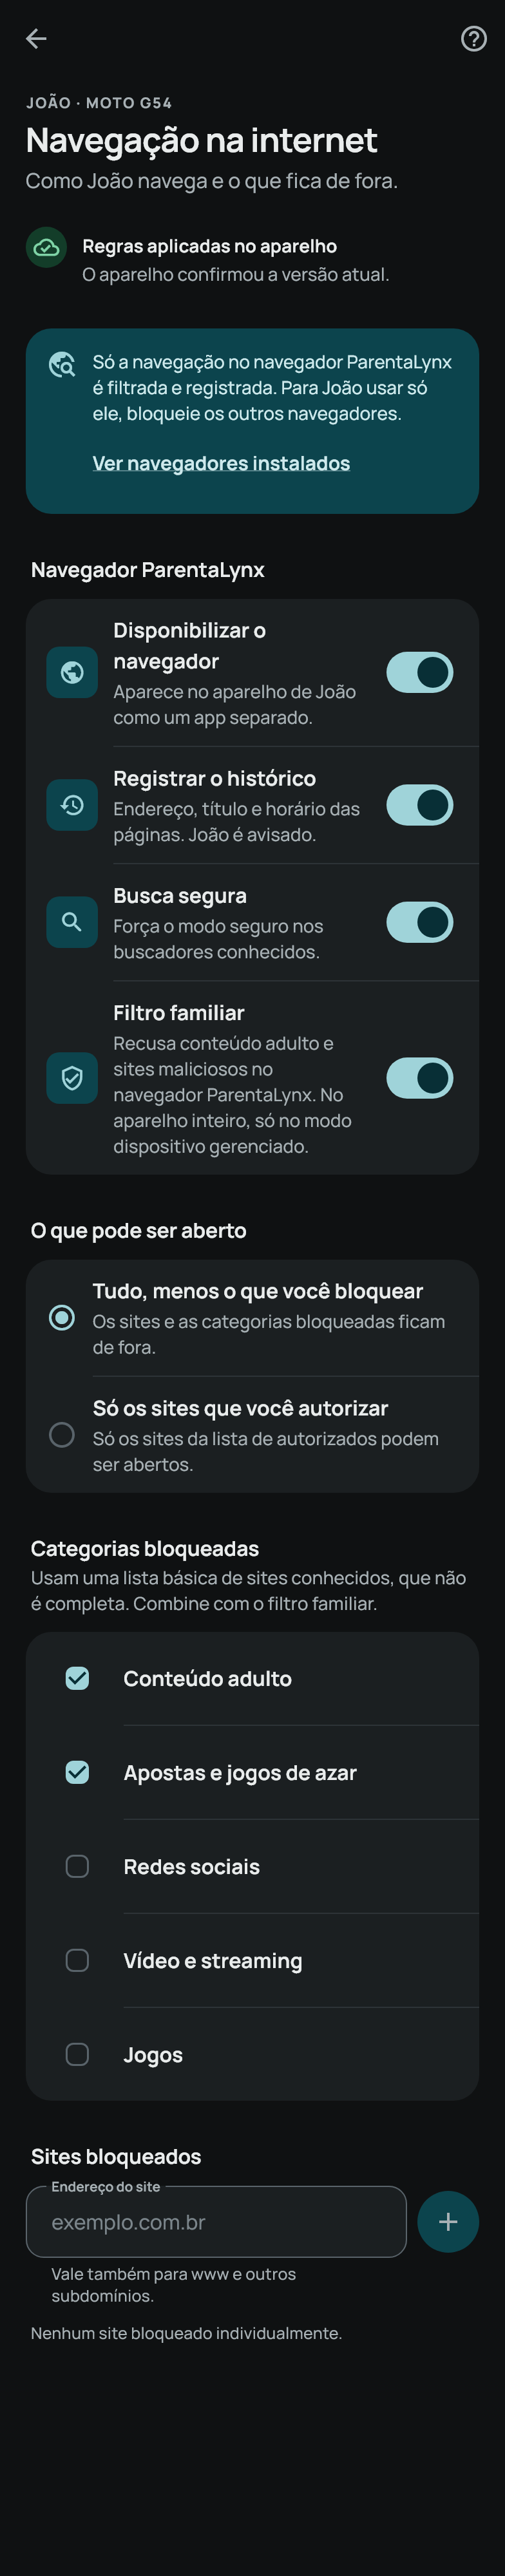 JOÃO · MOTO G54
Navegação na internet
Como João navega e o que fica de fora.
Regras aplicadas no aparelho
O aparelho confirmou a versão atual.
Só a navegação no navegador ParentaLynx
é filtrada e registrada. Para João usar só
ele, bloqueie os outros navegadores.
Ver navegadores instalados
Navegador ParentaLynx
Disponibilizar o
navegador
Aparece no aparelho de João
como um app separado.
Registrar o histórico
Endereço, título e horário das
páginas. João é avisado.
Busca segura
Força o modo seguro nos
buscadores conhecidos.
Filtro familiar
Recusa conteúdo adulto e
sites maliciosos no
navegador ParentaLynx. No
aparelho inteiro, só no modo
dispositivo gerenciado.
O que pode ser aberto
Tudo, menos o que você bloquear
Os sites e as categorias bloqueadas ficam
de fora.
Só os sites que você autorizar
Só os sites da lista de autorizados podem
ser abertos.
Categorias bloqueadas
Usam uma lista básica de sites conhecidos, que não
é completa. Combine com o filtro familiar.
Conteúdo adulto
Apostas e jogos de azar
Redes sociais
Vídeo e streaming
Jogos
Sites bloqueados
Endereço do site
exemplo.com.br
Vale também para www e outros
subdomínios.
Nenhum site bloqueado individualmente.